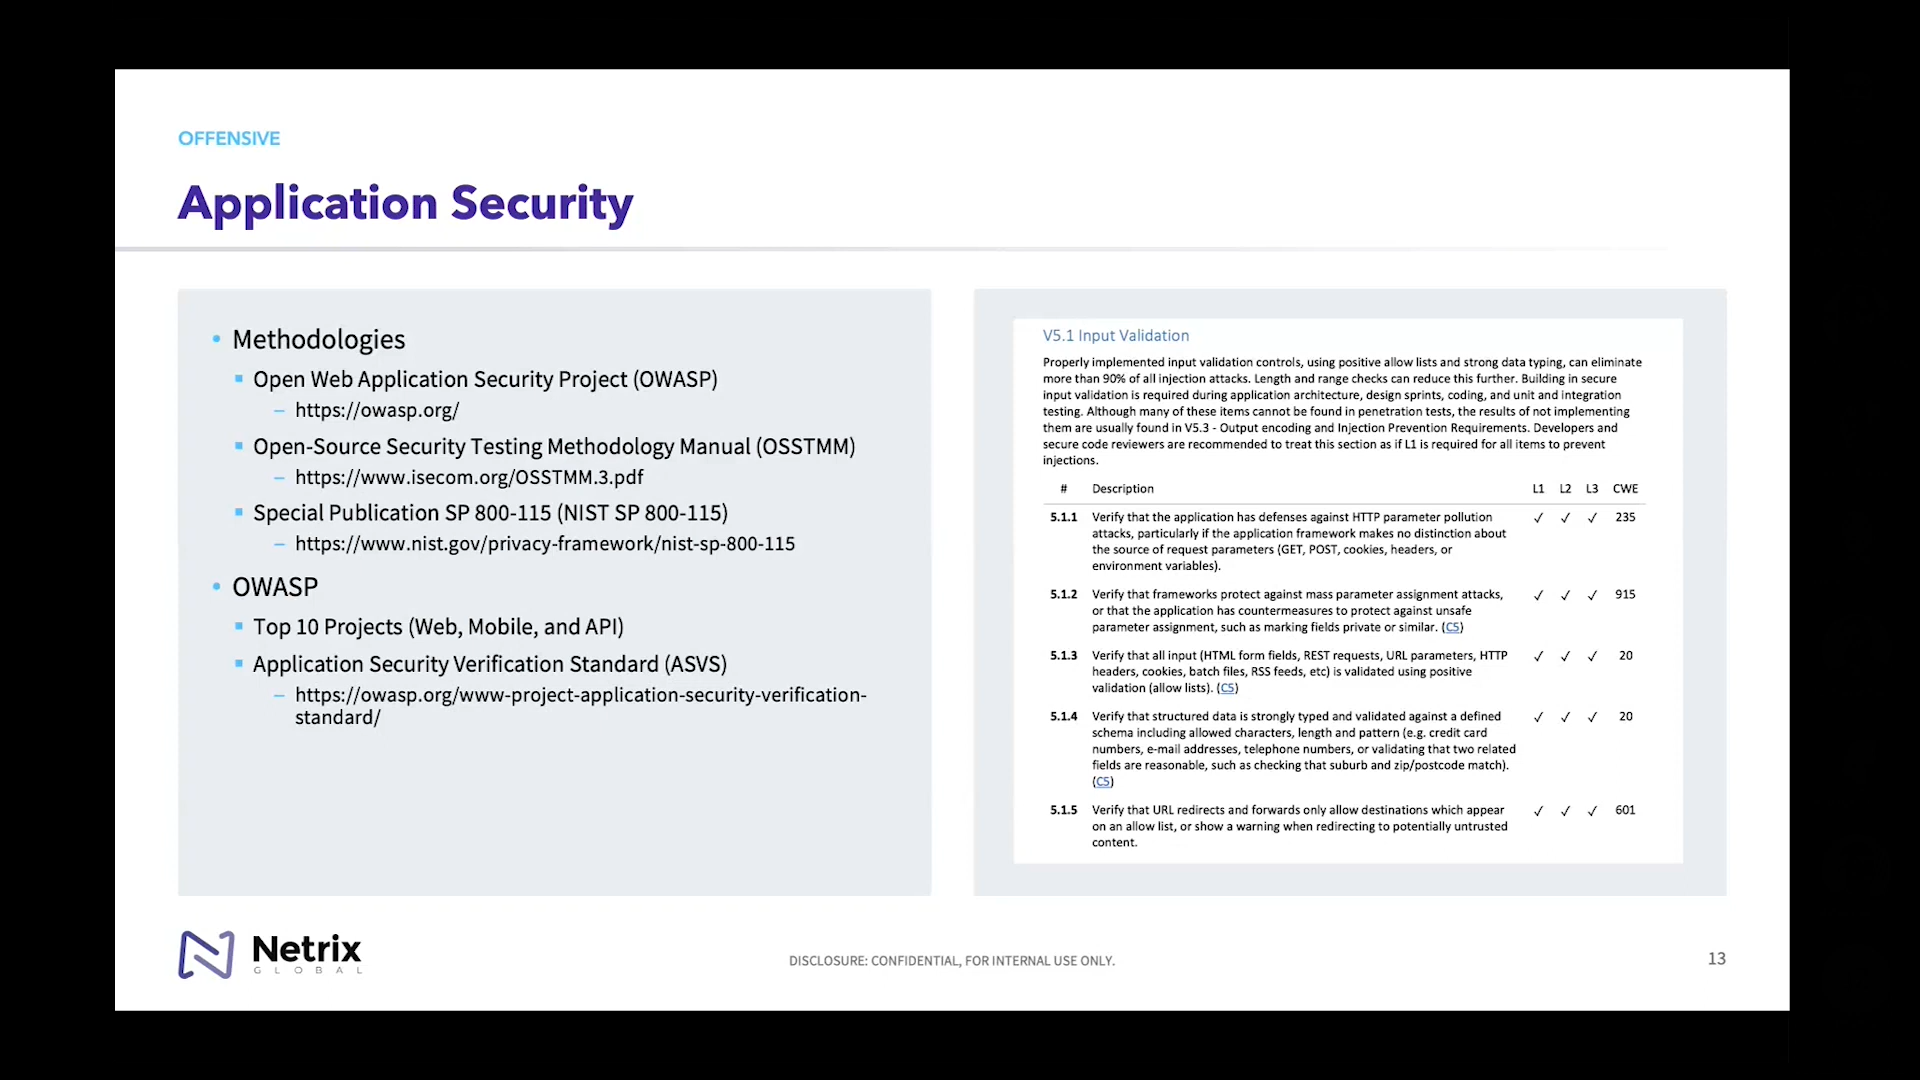 OFFENSIVE
Application Security
• Methodologies
▪ Open Web Application Security Project (OWASP)
– https://owasp.org/
▪ Open-Source Security Testing Methodology Manual (OSSTMM)
– https://www.isecom.org/OSSTMM.3.pdf
▪ Special Publication SP 800-115 (NIST SP 800-115)
– https://www.nist.gov/privacy-framework/nist-sp-800-115
• OWASP
▪ Top 10 Projects (Web, Mobile, and API)
▪ Application Security Verification Standard (ASVS)
– https://owasp.org/www-project-application-security-verification-
standard/
V5.1 Input Validation
Properly implemented input validation controls, using positive allow lists and strong data typing, can eliminate
more than 90% of all injection attacks. Length and range checks can reduce this further. Building in secure
input validation is required during application architecture, design sprints, coding, and unit and integration
testing. Although many of these items cannot be found in penetration tests, the results of not implementing
them are usually found in V5.3 - Output encoding and Injection Prevention Requirements. Developers and
secure code reviewers are recommended to treat this section as if L1 is required for all items to prevent
injections.
# Description L1 L2 L3 CWE
5.1.1 Verify that the application has defenses against HTTP parameter pollution ✓ ✓ ✓ 235
attacks, particularly if the application framework makes no distinction about
the source of request parameters (GET, POST, cookies, headers, or
environment variables).
5.1.2 Verify that frameworks protect against mass parameter assignment attacks, ✓ ✓ ✓ 915
or that the application has countermeasures to protect against unsafe
parameter assignment, such as marking fields private or similar. (C5)
5.1.3 Verify that all input (HTML form fields, REST requests, URL parameters, HTTP ✓ ✓ ✓ 20
headers, cookies, batch files, RSS feeds, etc) is validated using positive
validation (allow lists). (C5)
5.1.4 Verify that structured data is strongly typed and validated against a defined ✓ ✓ ✓ 20
schema including allowed characters, length and pattern (e.g. credit card
numbers, e-mail addresses, telephone numbers, or validating that two related
fields are reasonable, such as checking that suburb and zip/postcode match).
(C5)
5.1.5 Verify that URL redirects and forwards only allow destinations which appear ✓ ✓ ✓ 601
on an allow list, or show a warning when redirecting to potentially untrusted
content.
Netrix
GLOBAL
DISCLOSURE: CONFIDENTIAL, FOR INTERNAL USE ONLY.
13